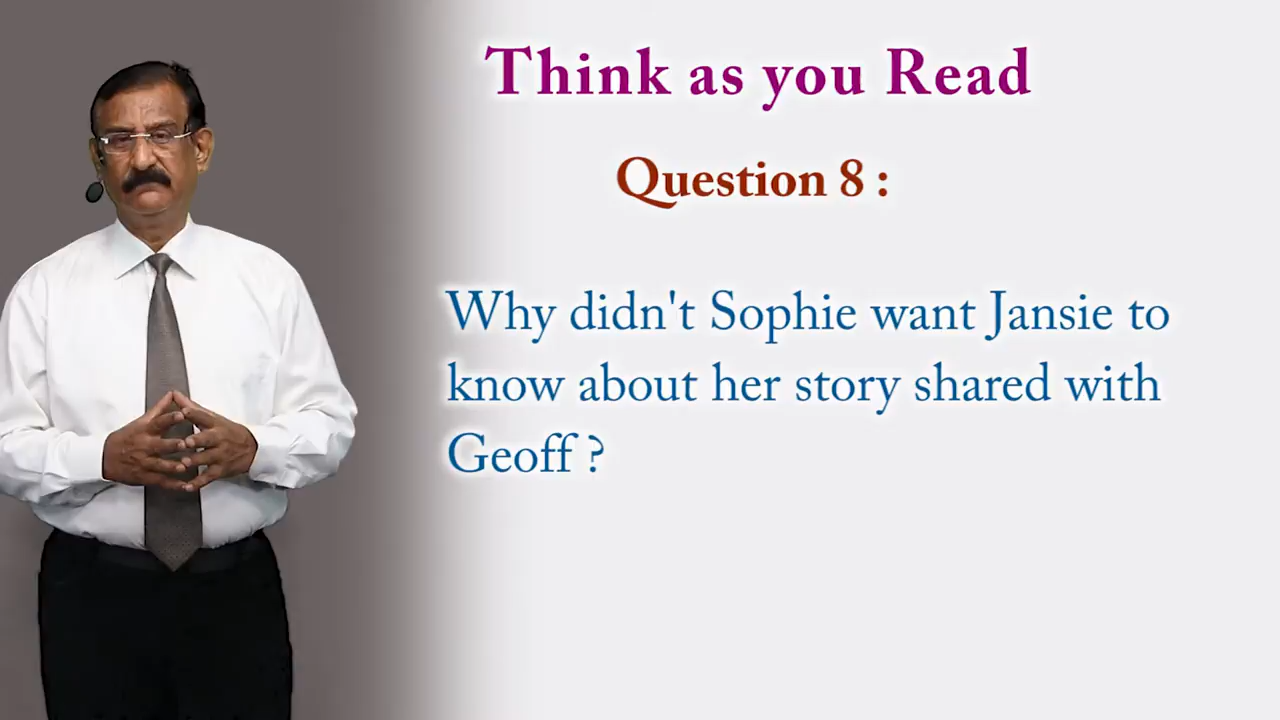 Think as you Read
Question 8 :
Why didn't Sophie want Jansie to
know about her story shared with
Geoff ?